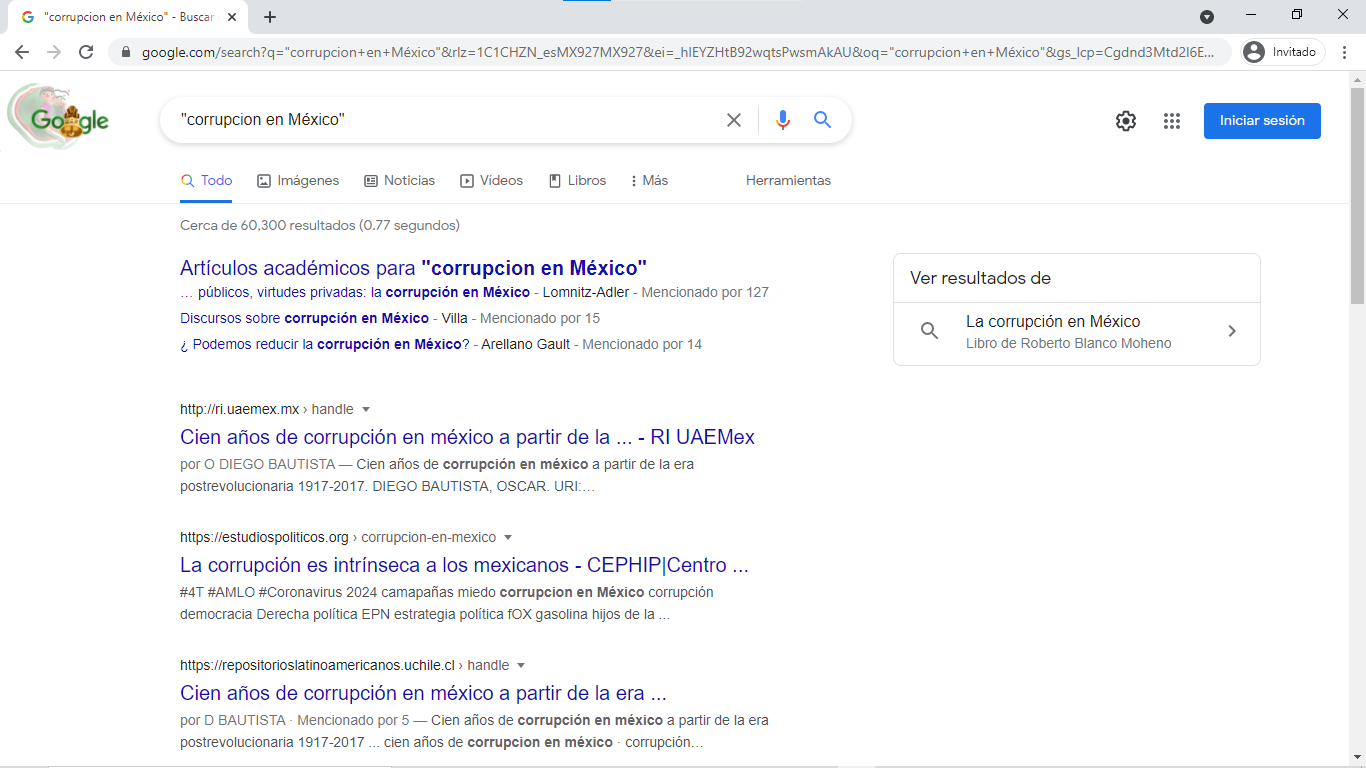 "corrupcion en México" - Buscar
google.com/search?q="corrupcion+en+México"&rlz=1C1CHZN_esMX927MX927&ei=_hIEYZHtB92wqtsPwsmAkAU&oq="corrupcion+en+México"&gs_lcp=Cgdnd3Mtd2l6E...
Invitado
Google
"corrupcion en México"
Iniciar sesión
Todo
Imágenes
Noticias
Vídeos
Libros
Más
Herramientas
Cerca de 60,300 resultados (0.77 segundos)
Artículos académicos para "corrupcion en México"
… públicos, virtudes privadas: la corrupción en México - Lomnitz-Adler - Mencionado por 127
Discursos sobre corrupción en México - Villa - Mencionado por 15
¿ Podemos reducir la corrupción en México? - Arellano Gault - Mencionado por 14
Ver resultados de
La corrupción en México
Libro de Roberto Blanco Moheno
http://ri.uaemex.mx › handle
Cien años de corrupción en méxico a partir de la ... - RI UAEMex
por O DIEGO BAUTISTA — Cien años de corrupción en méxico a partir de la era
postrevolucionaria 1917-2017. DIEGO BAUTISTA, OSCAR. URI:…
https://estudiospoliticos.org › corrupcion-en-mexico
La corrupción es intrínseca a los mexicanos - CEPHIP|Centro ...
#4T #AMLO #Coronavirus 2024 camapañas miedo corrupcion en México corrupción
democracia Derecha política EPN estrategia política fOX gasolina hijos de la ...
https://repositorioslatinoamericanos.uchile.cl › handle
Cien años de corrupción en méxico a partir de la era ...
por D BAUTISTA · Mencionado por 5 — Cien años de corrupción en méxico a partir de la era
postrevolucionaria 1917-2017 ... cien años de corrupcion en méxico · corrupción…